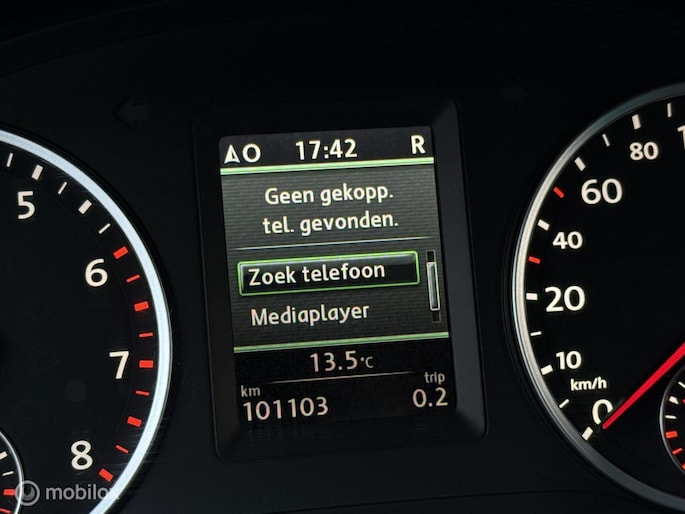 O 17:42 R
Geen gekopp.
tel. gevonden.
Zoek telefoon
Mediaplayer
13.5°C
km trip
101103 0.2
5
6
7
8
80
60
40
20
10
km/h
0
mobilox